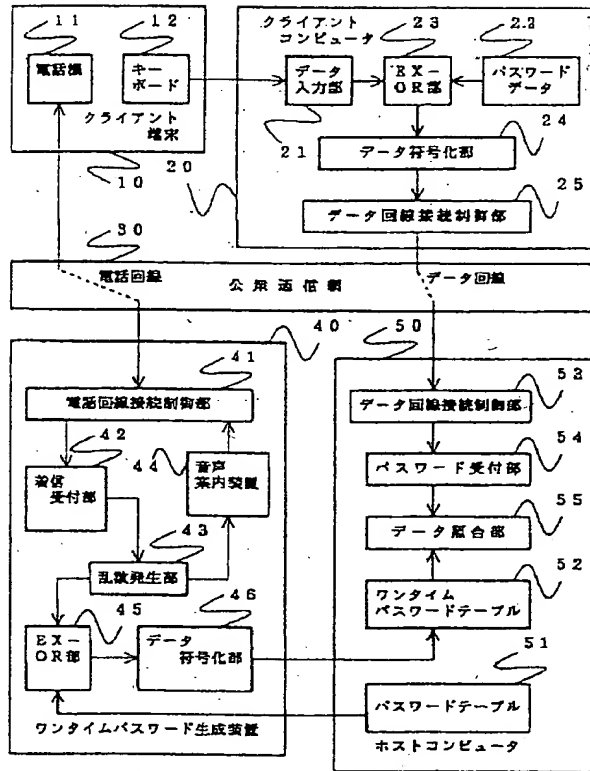 11
12
電話機
キー
ボード
クライアント
端末
10
クライアント
コンピュータ
23
22
データ
入力部
EX-
OR部
パスワード
データ
21
24
データ符号化部
20
25
データ回線接続制御部
30
電話回線
公衆通信網
データ回線
40
50
41
電話回線接続制御部
42
44
着信
受付部
音声
案内装置
43
乱数発生部
45
46
EX-
OR部
データ
符号化部
ワンタイムパスワード生成装置
53
データ回線接続制御部
54
パスワード受付部
55
データ照合部
52
ワンタイム
パスワードテーブル
51
パスワードテーブル
ホストコンピュータ